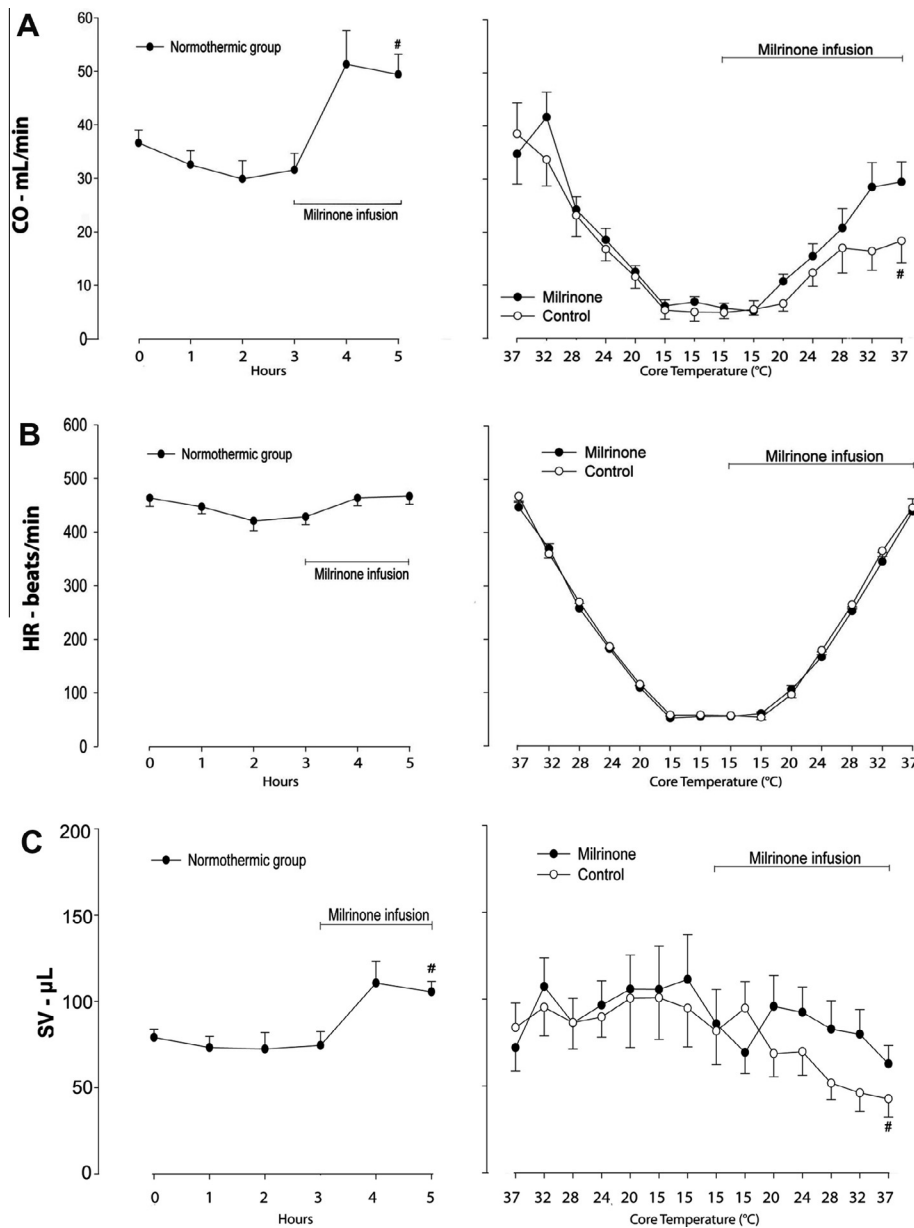 A
CO - mL/min
60
50
40
30
20
10
0
Normothermic group
#
Milrinone infusion
0 1 2 3 4 5
Hours
Milrinone infusion
Milrinone
Control
#
37 32 28 24 20 15 15 15 15 20 24 28 32 37
Core Temperature (°C)
B
HR - beats/min
600
500
400
300
200
100
0
Normothermic group
Milrinone infusion
0 1 2 3 4 5
Hours
Milrinone
Control
Milrinone infusion
37 32 28 24 20 15 15 15 15 20 24 28 32 37
Core Temperature (°C)
C
SV - µL
200
150
100
50
0
Normothermic group
Milrinone infusion
#
0 1 2 3 4 5
Hours
Milrinone
Control
Milrinone infusion
#
37 32 28 24 20 15 15 15 15 20 24 28 32 37
Core Temperature (°C)